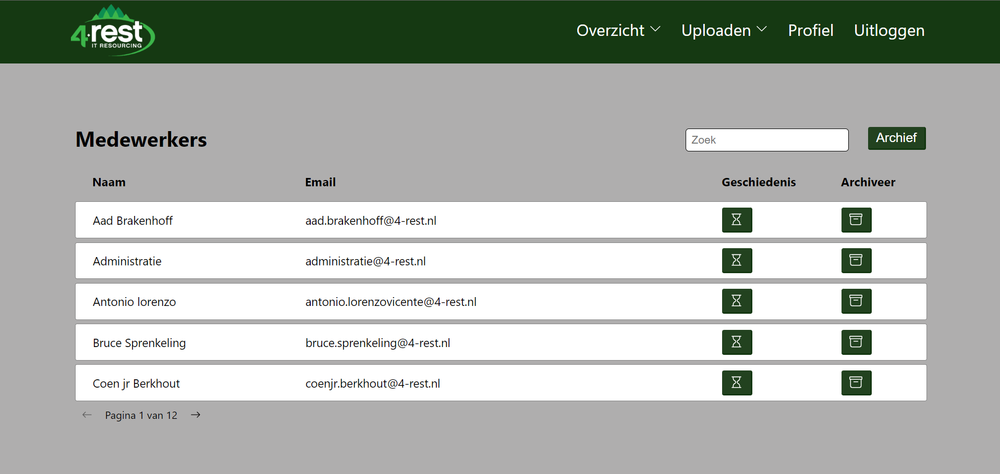 4·rest
IT RESOURCING
Overzicht Uploaden Profiel Uitloggen
Medewerkers
Zoek
Archief
Naam Email Geschiedenis Archiveer
Aad Brakenhoff aad.brakenhoff@4-rest.nl
Administratie administratie@4-rest.nl
Antonio lorenzo antonio.lorenzovicente@4-rest.nl
Bruce Sprenkeling bruce.sprenkeling@4-rest.nl
Coen jr Berkhout coenjr.berkhout@4-rest.nl
← Pagina 1 van 12 →